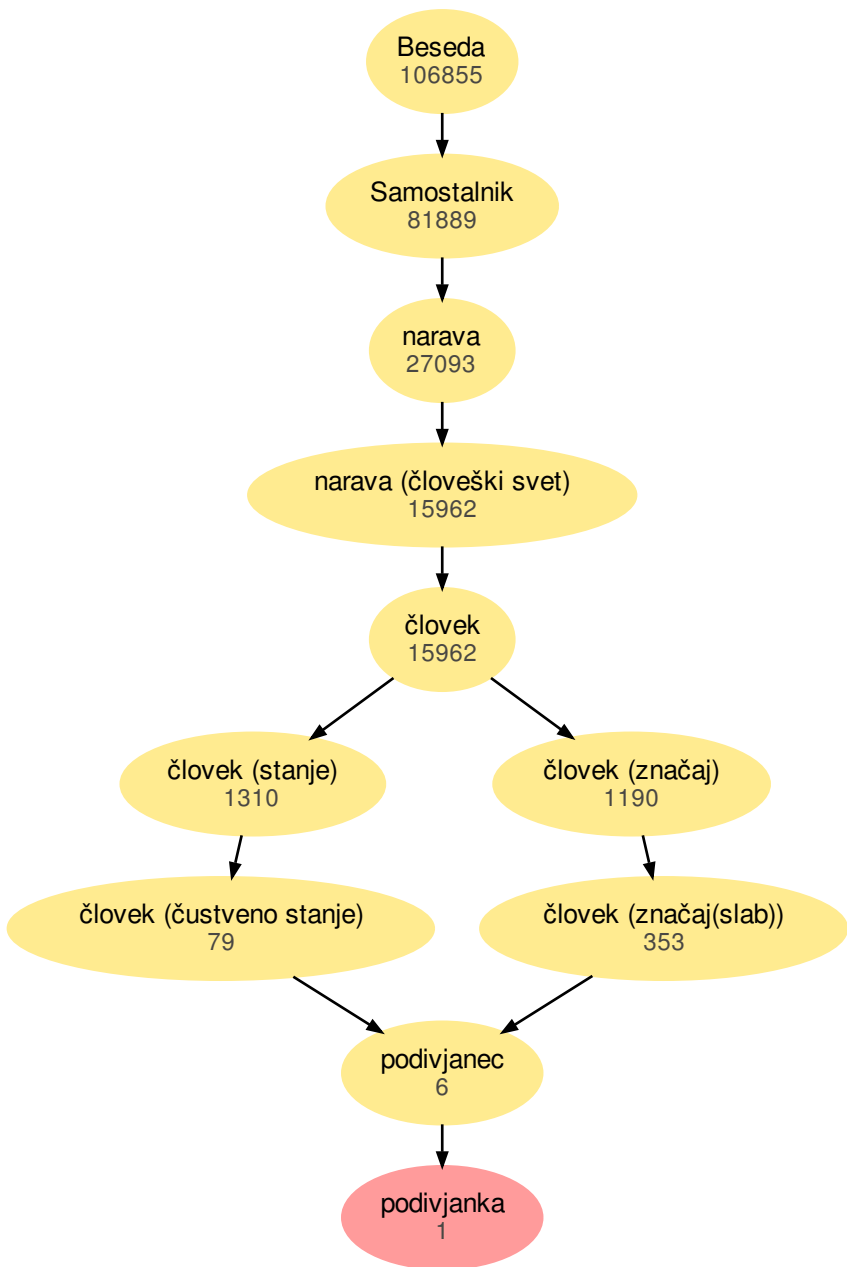 Beseda
106855
Samostalnik
81889
narava
27093
narava (človeški svet)
15962
človek
15962
človek (stanje)
1310
človek (značaj)
1190
človek (čustveno stanje)
79
človek (značaj(slab))
353
podivjanec
6
podivjanka
1